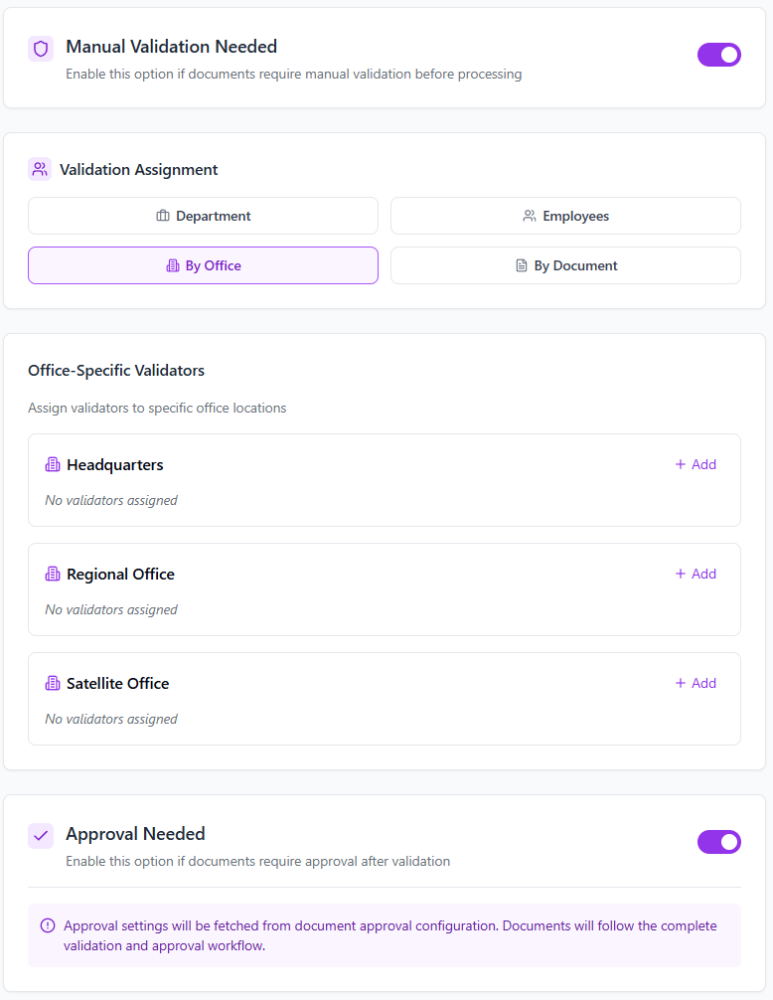 Manual Validation Needed
Enable this option if documents require manual validation before processing
Validation Assignment
Department
Employees
By Office
By Document
Office-Specific Validators
Assign validators to specific office locations
Headquarters
+ Add
No validators assigned
Regional Office
+ Add
No validators assigned
Satellite Office
+ Add
No validators assigned
Approval Needed
Enable this option if documents require approval after validation
Approval settings will be fetched from document approval configuration. Documents will follow the complete
validation and approval workflow.